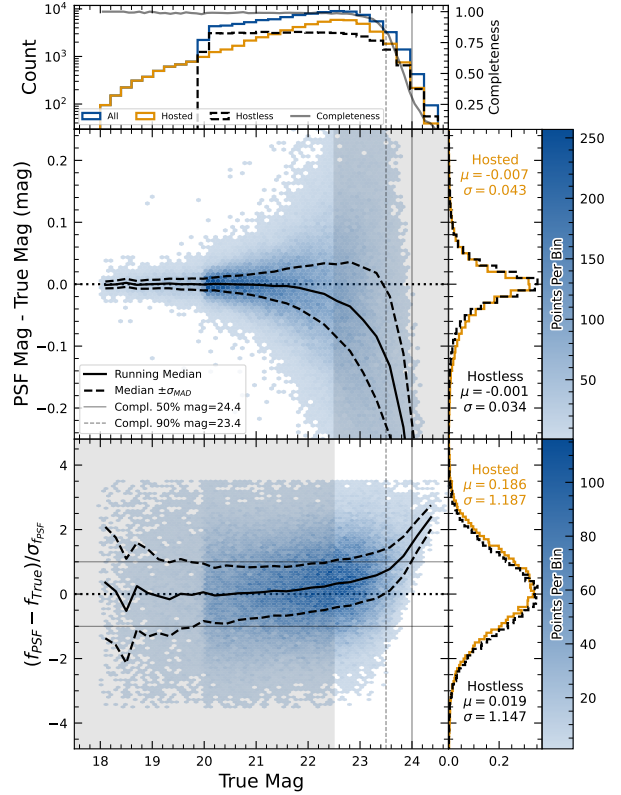 10⁴
10³
10²
Count
1.00
0.75
0.50
0.25
Completeness
All
Hosted
Hostless
Completeness
0.2
0.1
0.0
−0.1
−0.2
PSF Mag - True Mag (mag)
Running Median
Median ±σ_MAD
Compl. 50% mag=24.4
Compl. 90% mag=23.4
Hosted
μ = -0.007
σ = 0.043
Hostless
μ = -0.001
σ = 0.034
250
200
150
100
50
Points Per Bin
4
2
0
−2
−4
(f_PSF − f_True)/σ_fPSF
Hosted
μ = 0.186
σ = 1.187
Hostless
μ = 0.019
σ = 1.147
100
80
60
40
20
Points Per Bin
18 19 20 21 22 23 24
0.0 0.2
True Mag